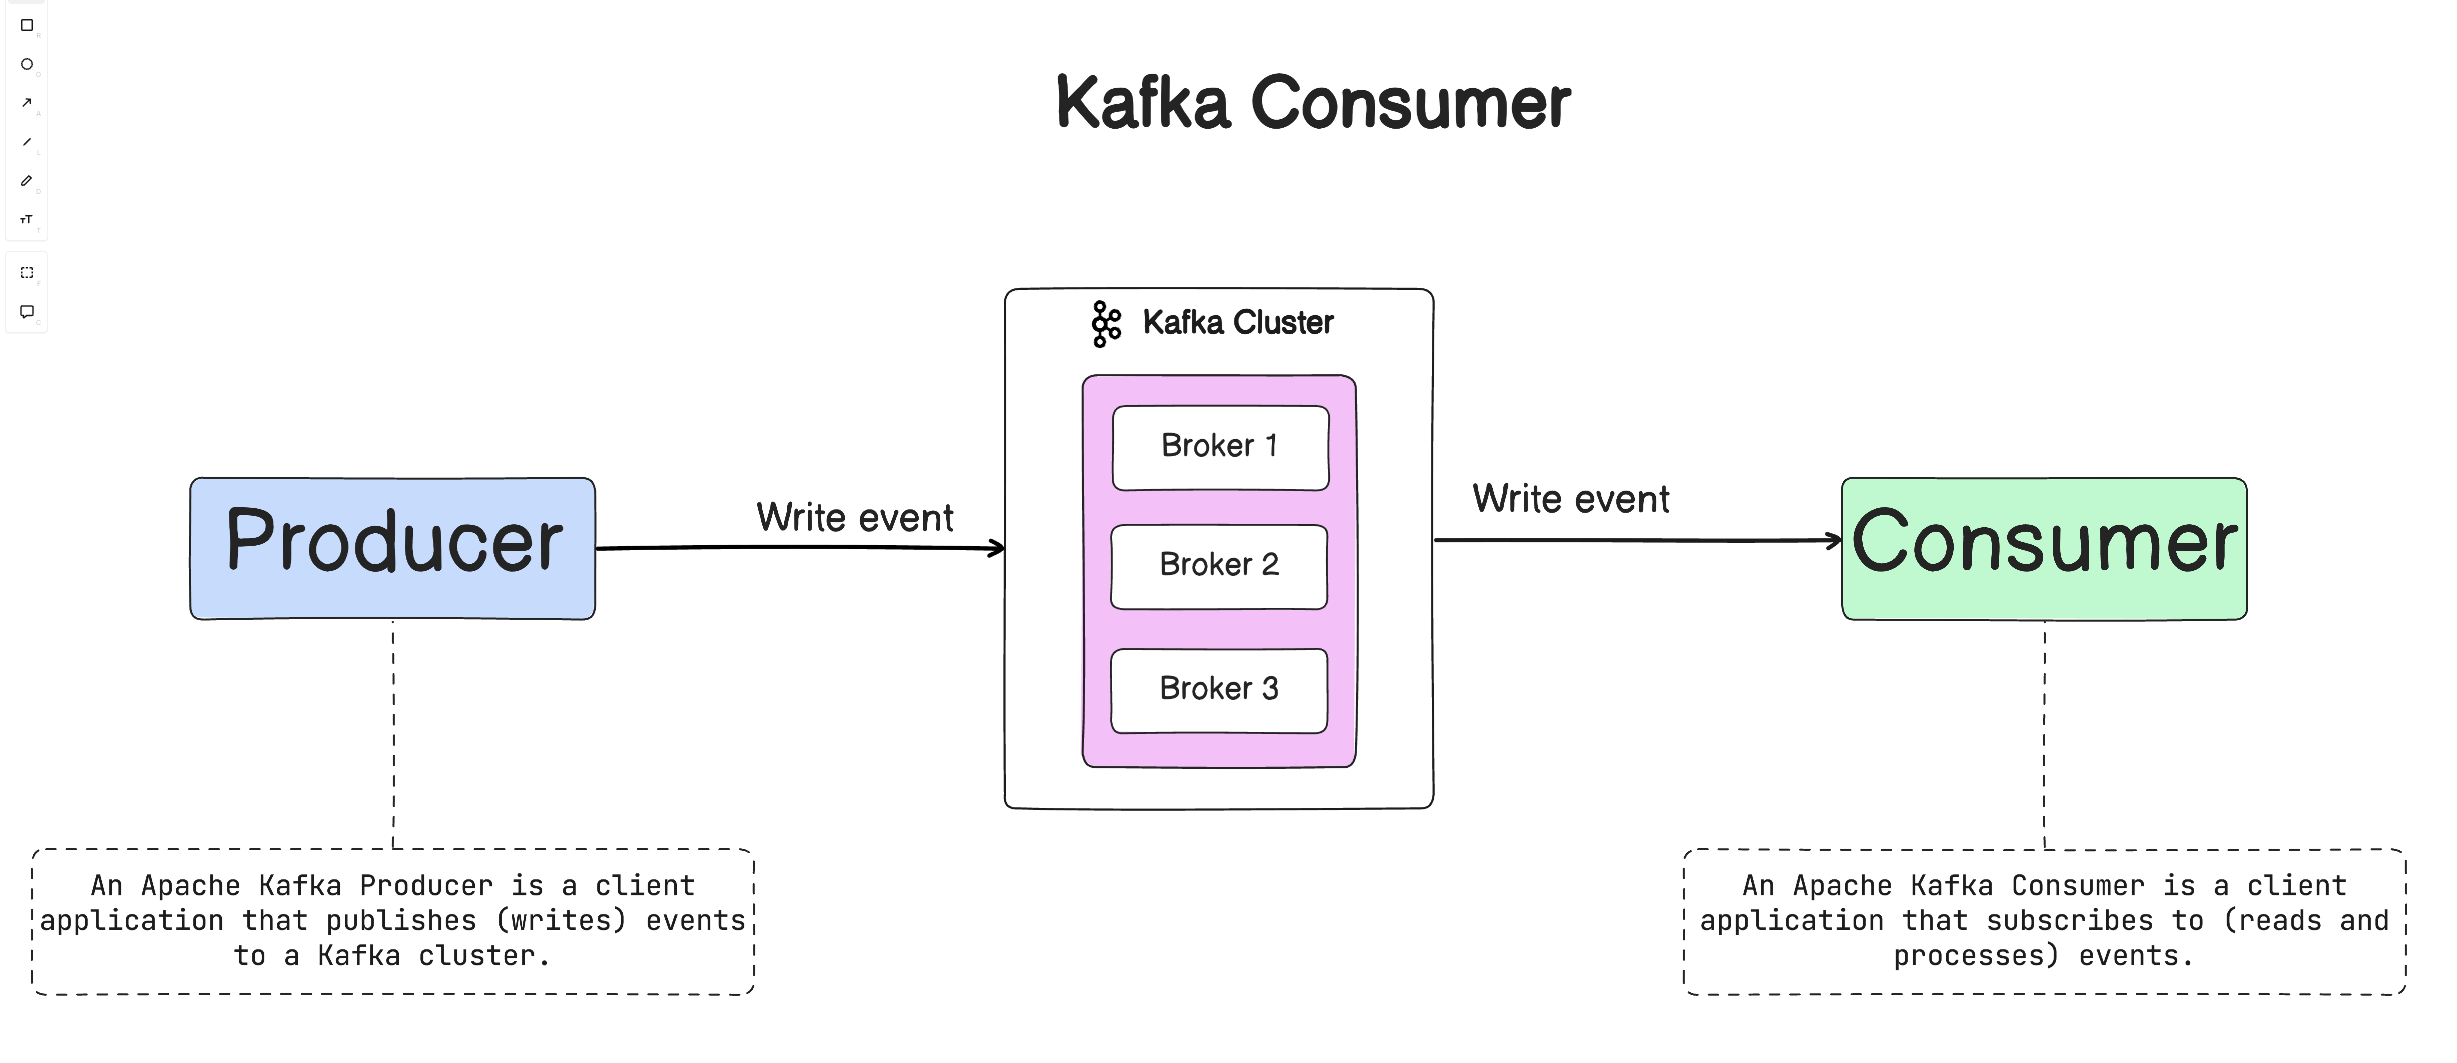 Kafka Consumer
Kafka Cluster
Broker 1
Write event
Write event
Producer
Consumer
Broker 2
Broker 3
An Apache Kafka Producer is a client
application that publishes (writes) events
to a Kafka cluster.
An Apache Kafka Consumer is a client
application that subscribes to (reads and
processes) events.